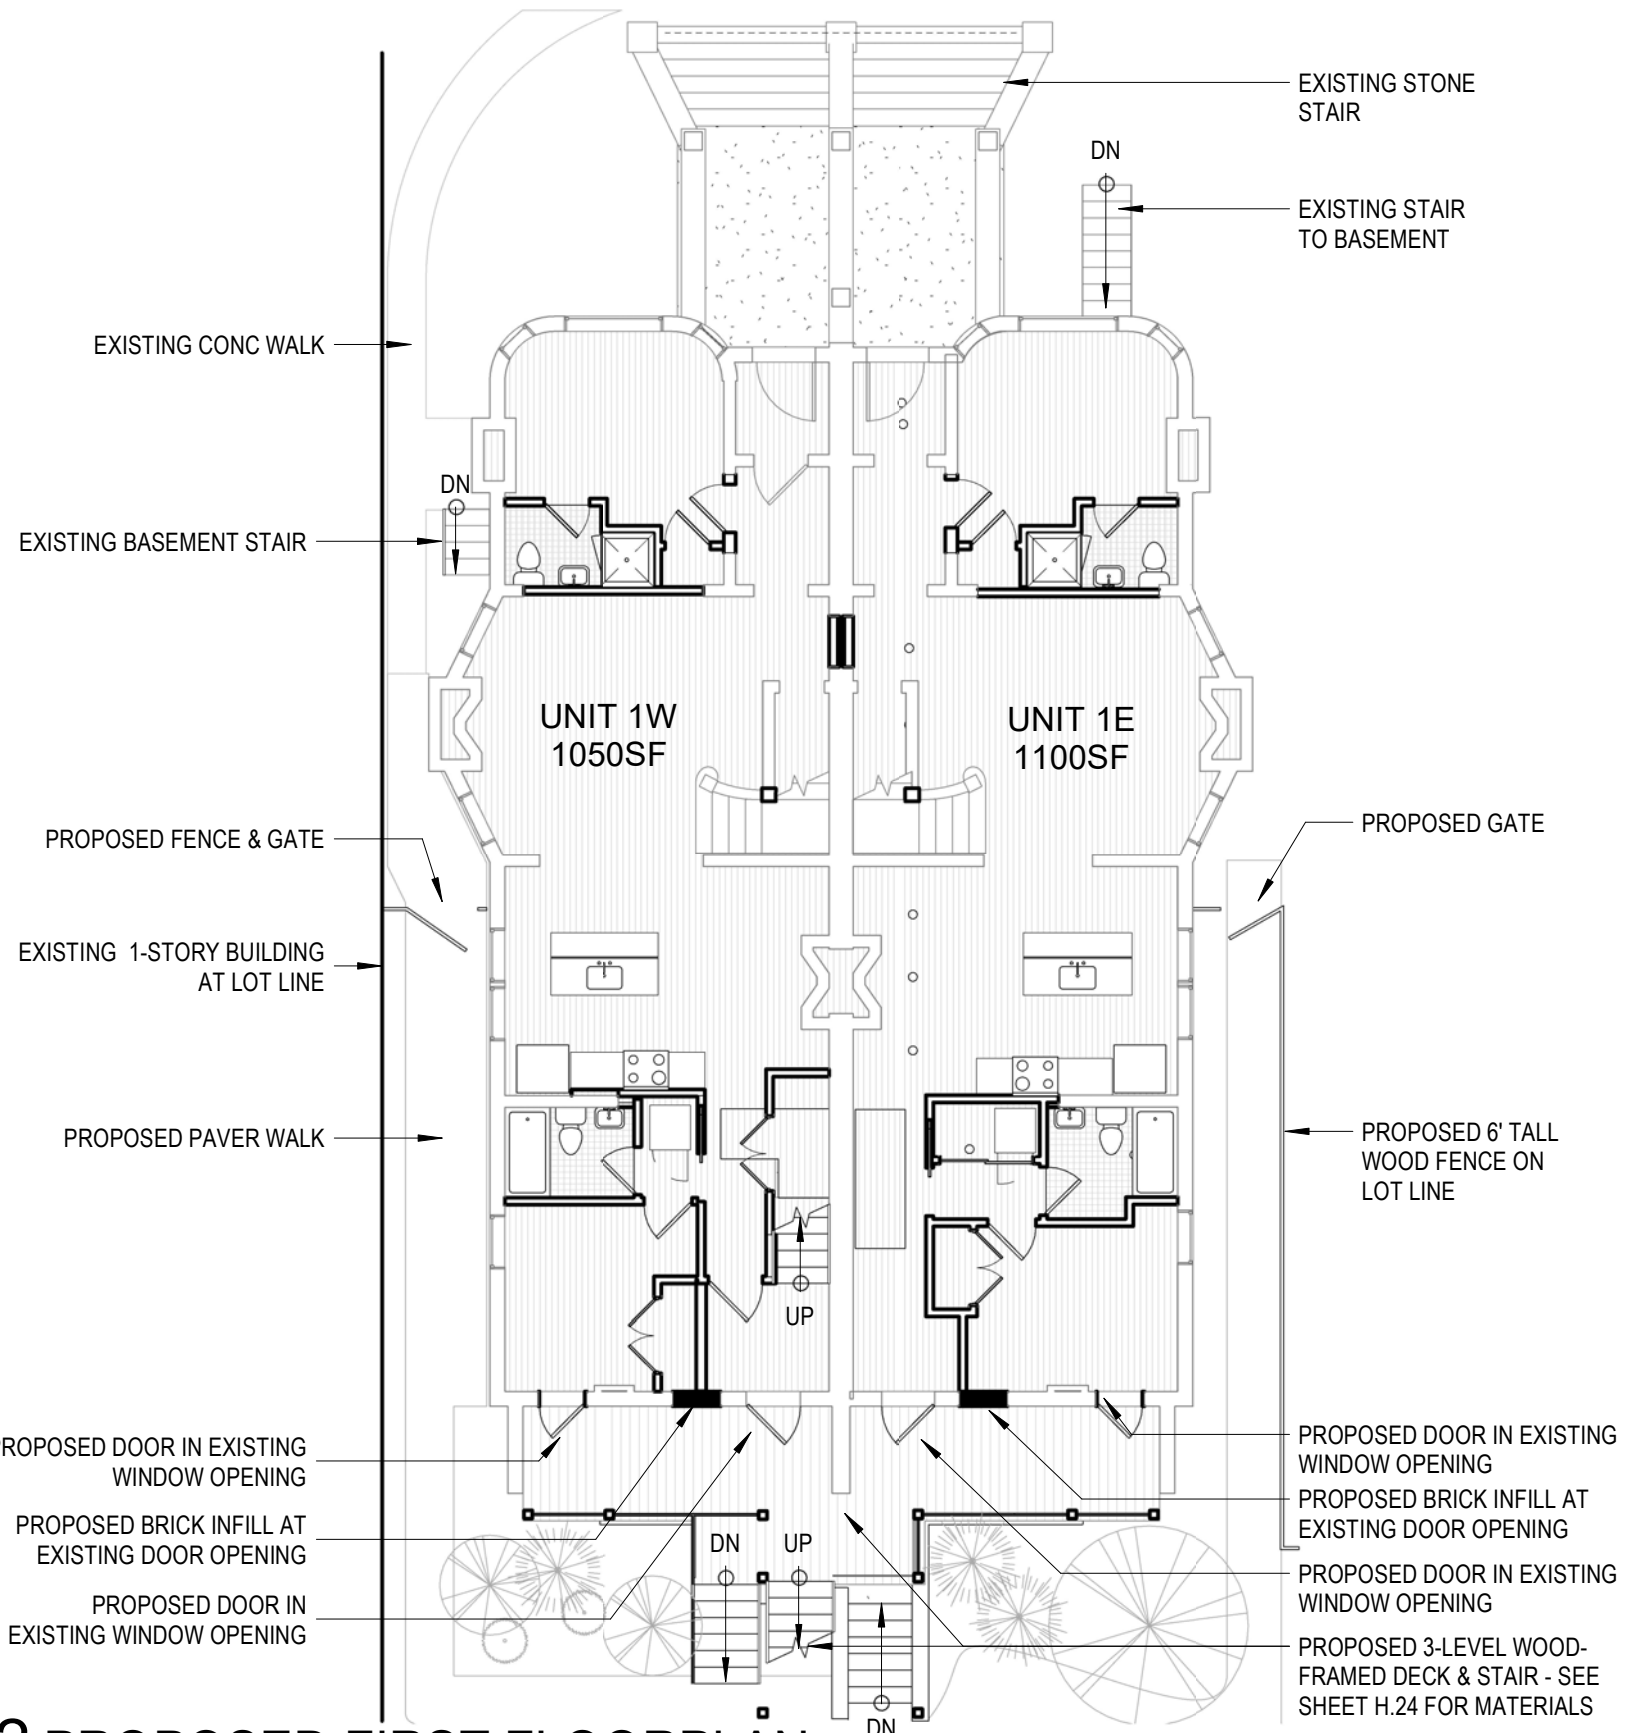 EXISTING STONE
STAIR
DN
EXISTING STAIR
TO BASEMENT
EXISTING CONC WALK
DN
EXISTING BASEMENT STAIR
UNIT 1W
1050SF
UNIT 1E
1100SF
PROPOSED FENCE & GATE
PROPOSED GATE
EXISTING 1-STORY BUILDING
AT LOT LINE
PROPOSED PAVER WALK
PROPOSED 6' TALL
WOOD FENCE ON
LOT LINE
UP
PROPOSED DOOR IN EXISTING
WINDOW OPENING
PROPOSED BRICK INFILL AT
EXISTING DOOR OPENING
PROPOSED DOOR IN
EXISTING WINDOW OPENING
DN
UP
DN
PROPOSED DOOR IN EXISTING
WINDOW OPENING
PROPOSED BRICK INFILL AT
EXISTING DOOR OPENING
PROPOSED DOOR IN EXISTING
WINDOW OPENING
PROPOSED 3-LEVEL WOOD-
FRAMED DECK & STAIR - SEE
SHEET H.24 FOR MATERIALS
PROPOSED FIRST FLOORPLAN